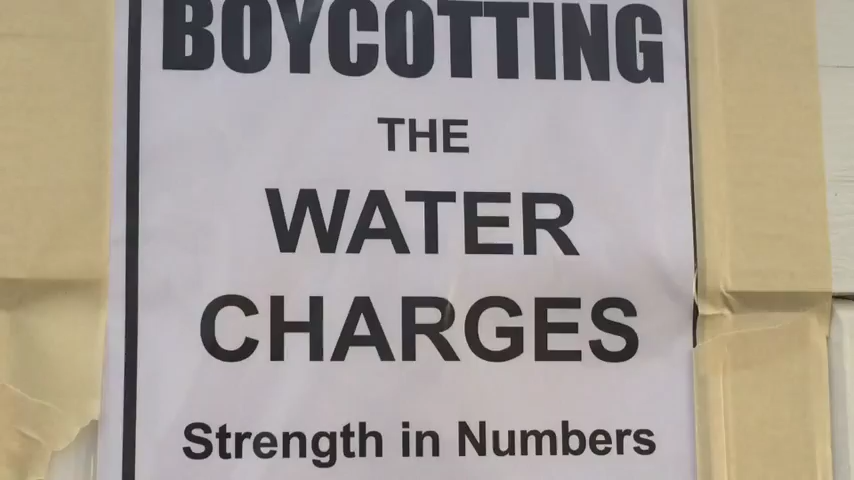 BOYCOTTING
THE
WATER
CHARGES
Strength in Numbers